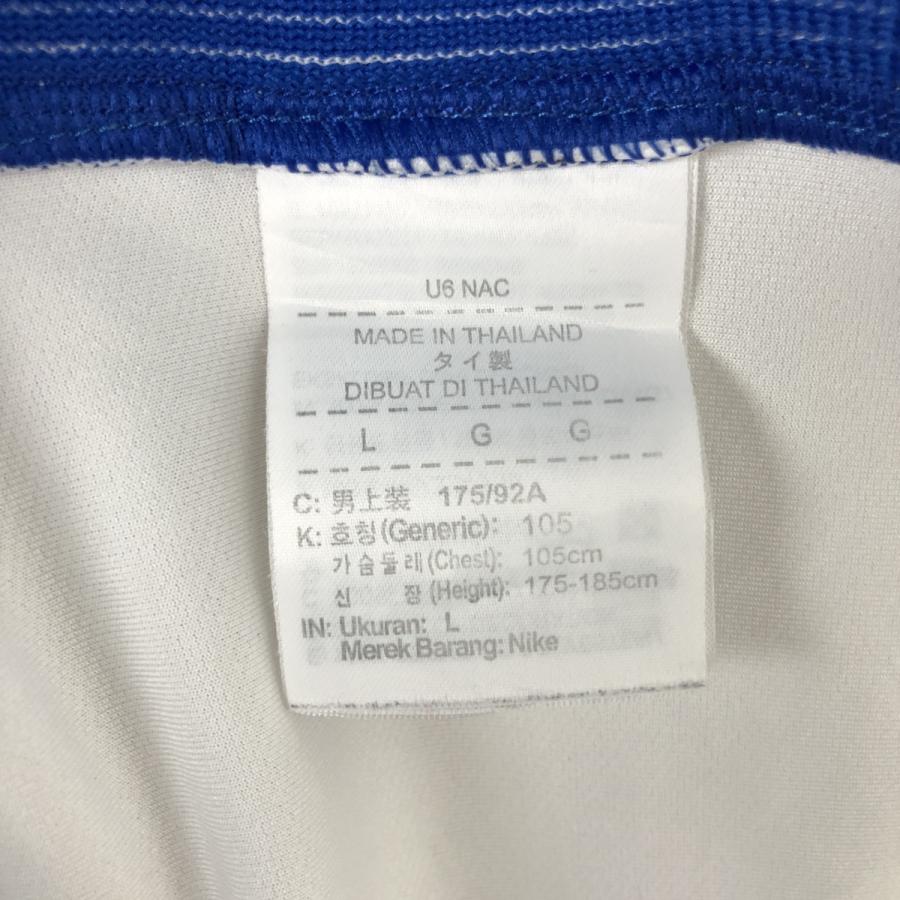 U6 NAC
MADE IN THAILAND
タイ製
DIBUAT DI THAILAND
L G G
C: 男上装 175/92A
K: 호칭(Generic): 105
가슴둘레(Chest): 105cm
신 장(Height): 175-185cm
IN: Ukuran: L
Merek Barang: Nike